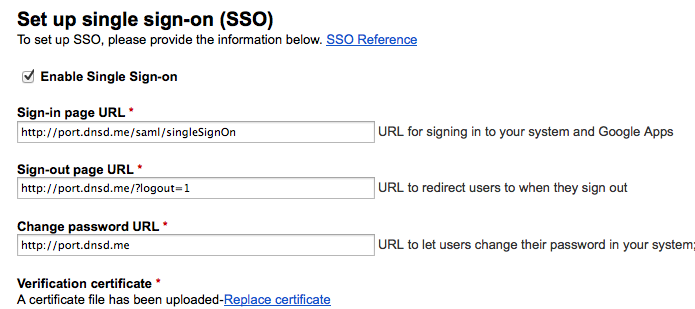 Set up single sign-on (SSO)
To set up SSO, please provide the information below. SSO Reference
Enable Single Sign-on
Sign-in page URL *
http://port.dnsd.me/saml/singleSignOn URL for signing in to your system and Google Apps
Sign-out page URL *
http://port.dnsd.me/?logout=1 URL to redirect users to when they sign out
Change password URL *
http://port.dnsd.me URL to let users change their password in your system;
Verification certificate *
A certificate file has been uploaded-Replace certificate